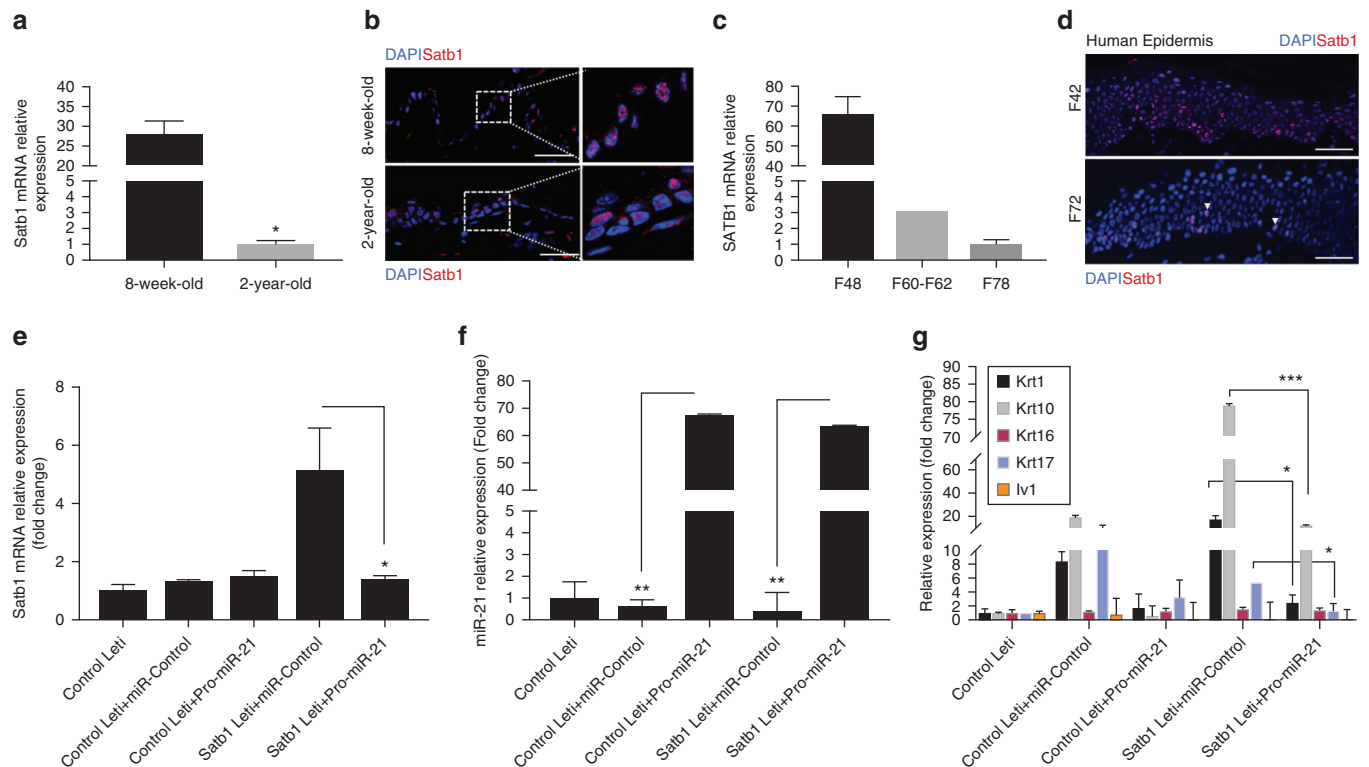 a
Satb1 mRNA relative
expression
40
35
30
25
20
5
4
3
2
1
0
*
8-week-old
2-year-old
b
DAPISatb1
8-week-old
2-year-old
DAPISatb1
c
SATB1 mRNA relative
expression
80
70
60
50
40
5
4
3
2
1
0
F48
F60-F62
F78
d
Human Epidermis
DAPISatb1
F42
F72
DAPISatb1
e
Satb1 mRNA relative expression
(fold change)
8
6
4
2
0
*
Control Leti
Control Leti+miR-Control
Control Leti+Pro-miR-21
Satb1 Leti+miR-Control
Satb1 Leti+Pro-miR-21
f
miR-21 relative expression (Fold change)
80
70
60
50
40
5
4
3
2
1
0
**
**
Control Leti
Control Leti+miR-Control
Control Leti+Pro-miR-21
Satb1 Leti+miR-Control
Satb1 Leti+Pro-miR-21
g
Relative expression (fold change)
90
85
80
75
70
60
40
20
10
8
6
4
2
0
Krt1
Krt10
Krt16
Krt17
Iv1
***
*
*
Control Leti
Control Leti+miR-Control
Control Leti+Pro-miR-21
Satb1 Leti+miR-Control
Satb1 Leti+Pro-miR-21